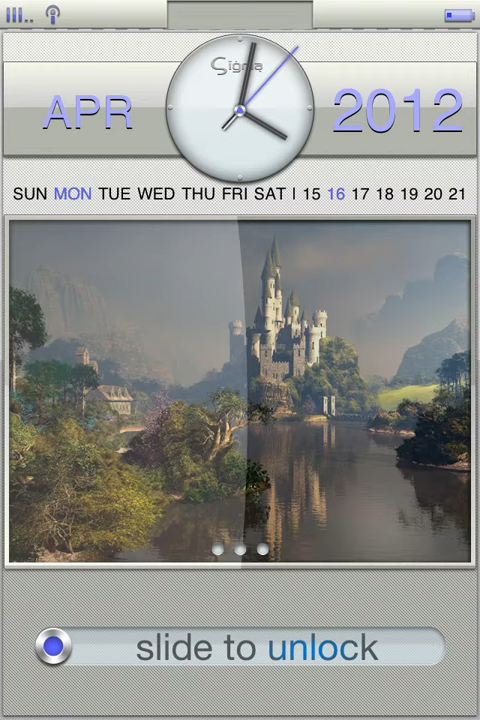 Sigma
APR
2012
SUN MON TUE WED THU FRI SAT | 15 16 17 18 19 20 21
slide to unlock